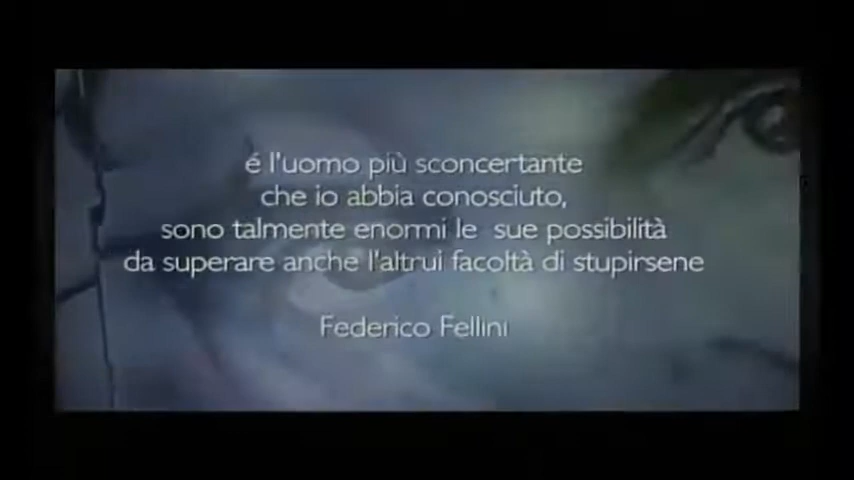 é l'uomo più sconcertante
che io abbia conosciuto,
sono talmente enormi le sue possibilità
da superare anche l'altrui facoltà di stupirsene
Federico Fellini